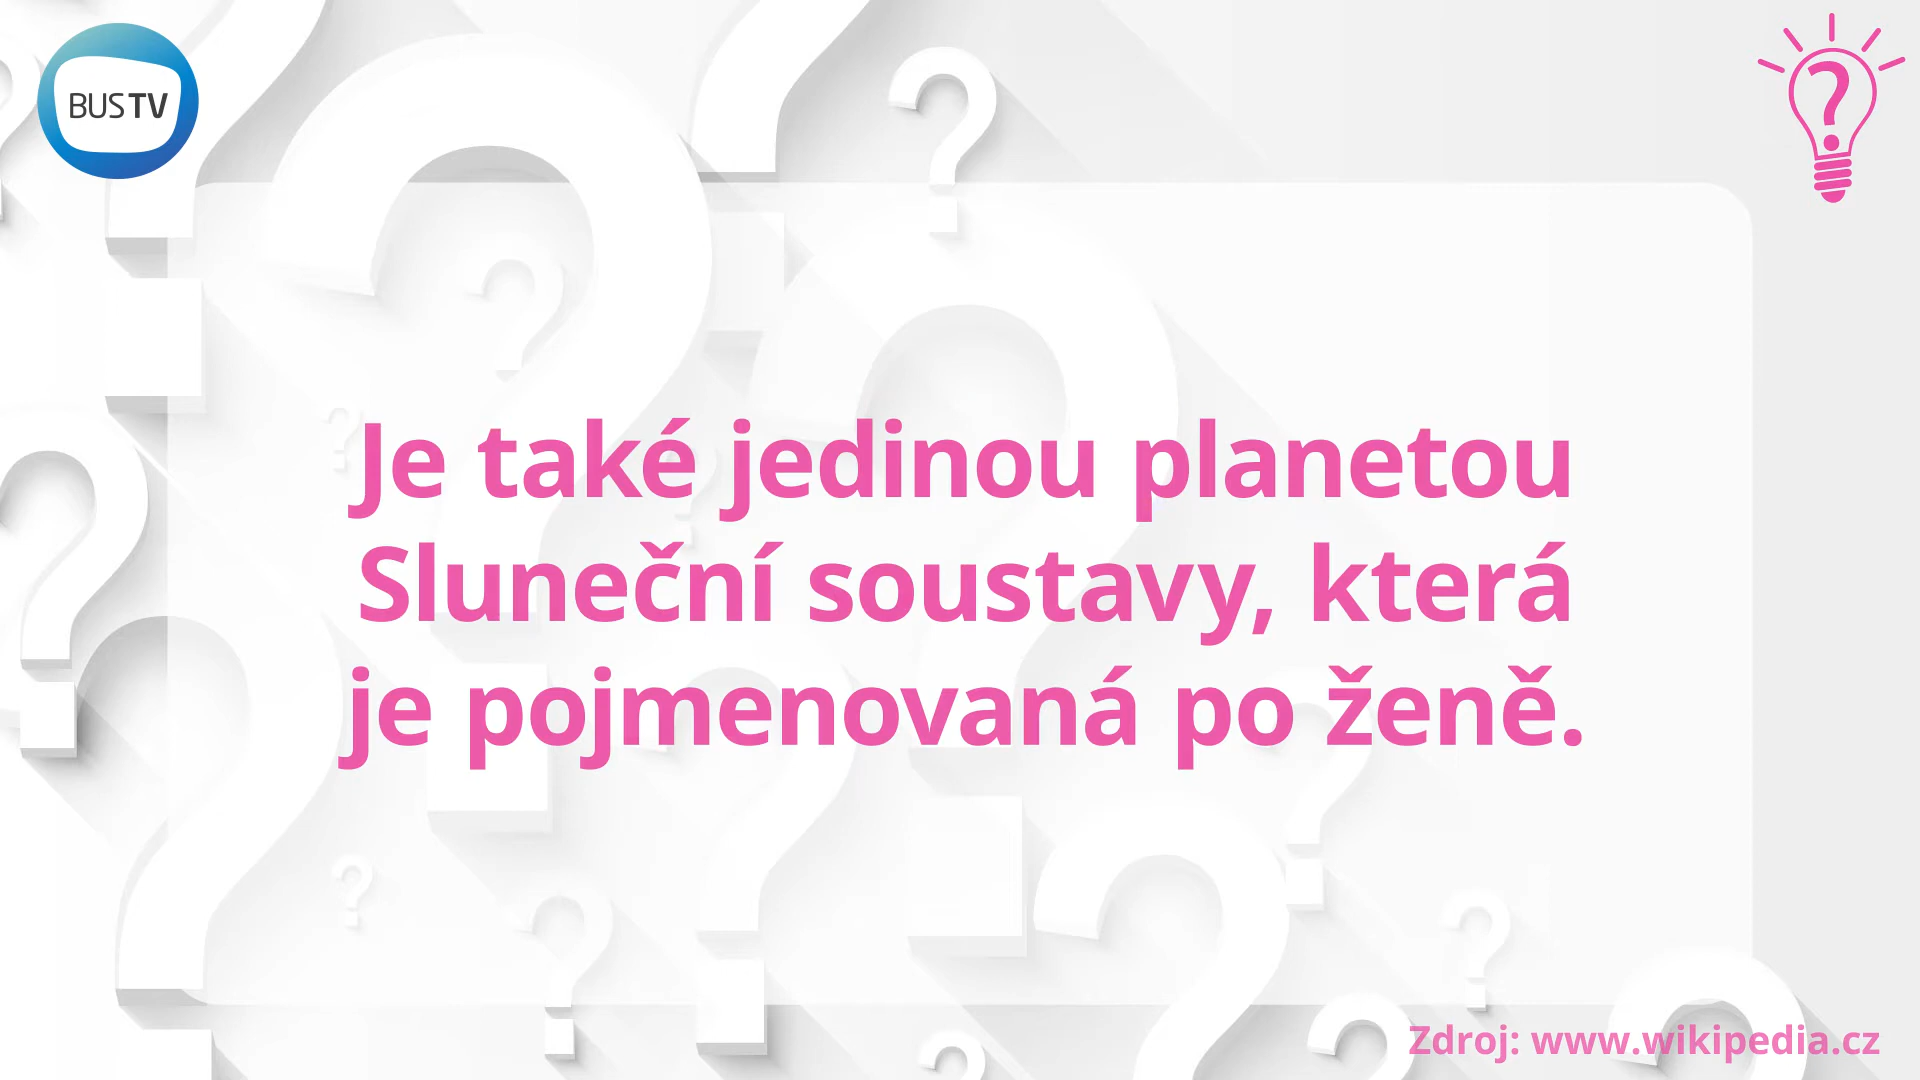 BUS TV
Je také jedinou planetou
Sluneční soustavy, která
je pojmenovaná po ženě.
Zdroj: www.wikipedia.cz